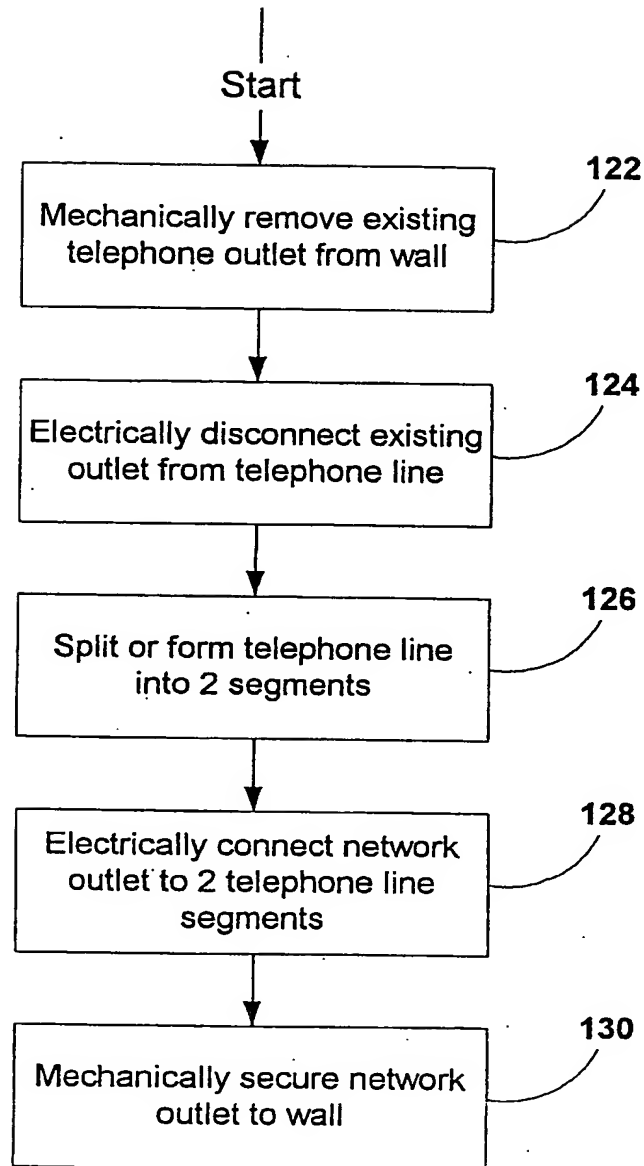 Start
122
Mechanically remove existing
telephone outlet from wall
124
Electrically disconnect existing
outlet from telephone line
126
Split or form telephone line
into 2 segments
128
Electrically connect network
outlet to 2 telephone line
segments
130
Mechanically secure network
outlet to wall